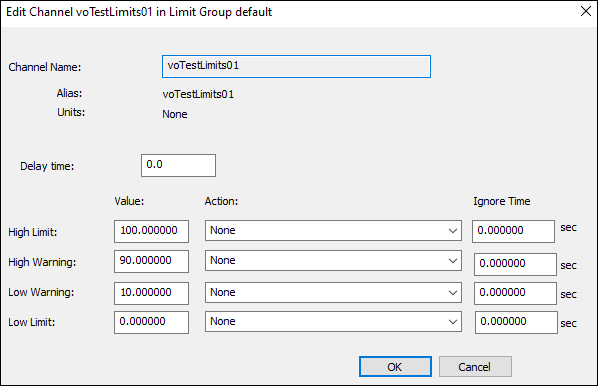 Edit Channel voTestLimits01 in Limit Group default
Channel Name: voTestLimits01
Alias: voTestLimits01
Units: None
Delay time: 0.0
Value: Action: Ignore Time
High Limit: 100.000000 None 0.000000 sec
High Warning: 90.000000 None 0.000000 sec
Low Warning: 10.000000 None 0.000000 sec
Low Limit: 0.000000 None 0.000000 sec
OK Cancel